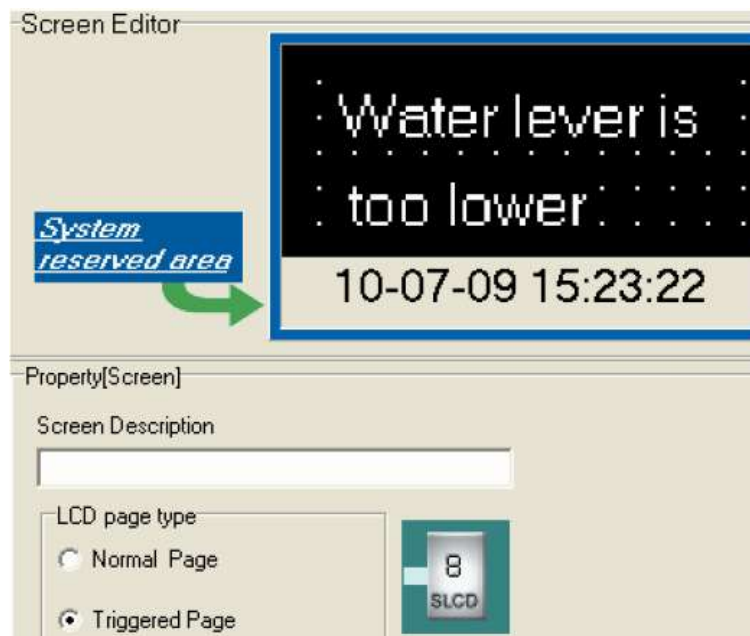 Screen Editor
Water lever is
too lower
System
reserved area
10-07-09 15:23:22
Property[Screen]
Screen Description
LCD page type
Normal Page
8
SLCD
Triggered Page